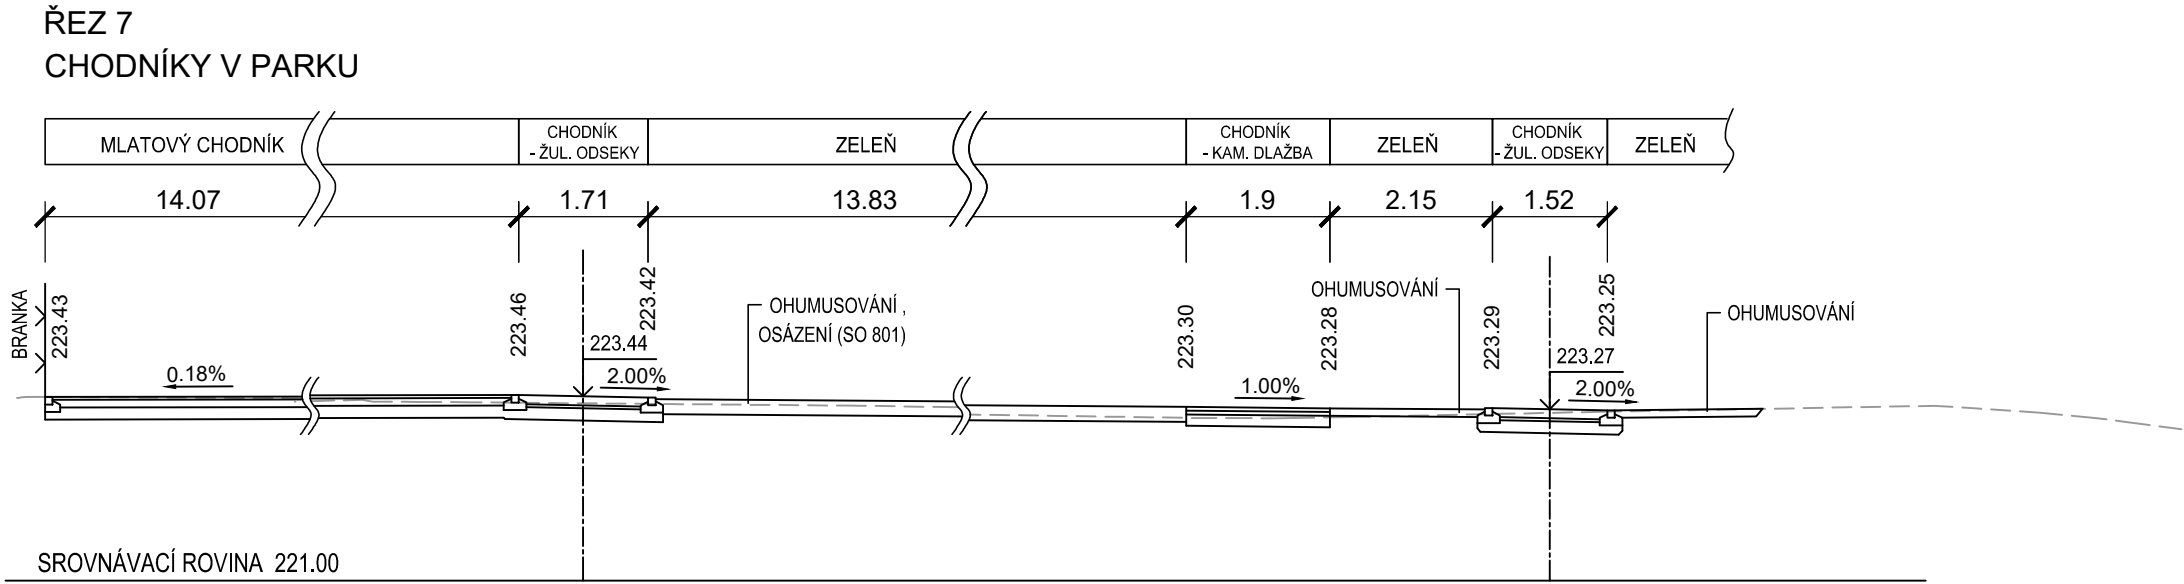 ŘEZ 7
CHODNÍKY V PARKU
MLATOVÝ CHODNÍK
CHODNÍK
- ŽUL. ODSEKY
ZELEŇ
CHODNÍK
- KAM. DLAŽBA
ZELEŇ
CHODNÍK
- ŽUL. ODSEKY
ZELEŇ
14.07
1.71
13.83
1.9
2.15
1.52
BRANKA
223.43
223.46
223.42
223.44
OHUMUSOVÁNÍ ,
OSÁZENÍ (SO 801)
223.30
223.28
OHUMUSOVÁNÍ
223.29
223.25
223.27
OHUMUSOVÁNÍ
0.18%
2.00%
1.00%
2.00%
SROVNÁVACÍ ROVINA 221.00